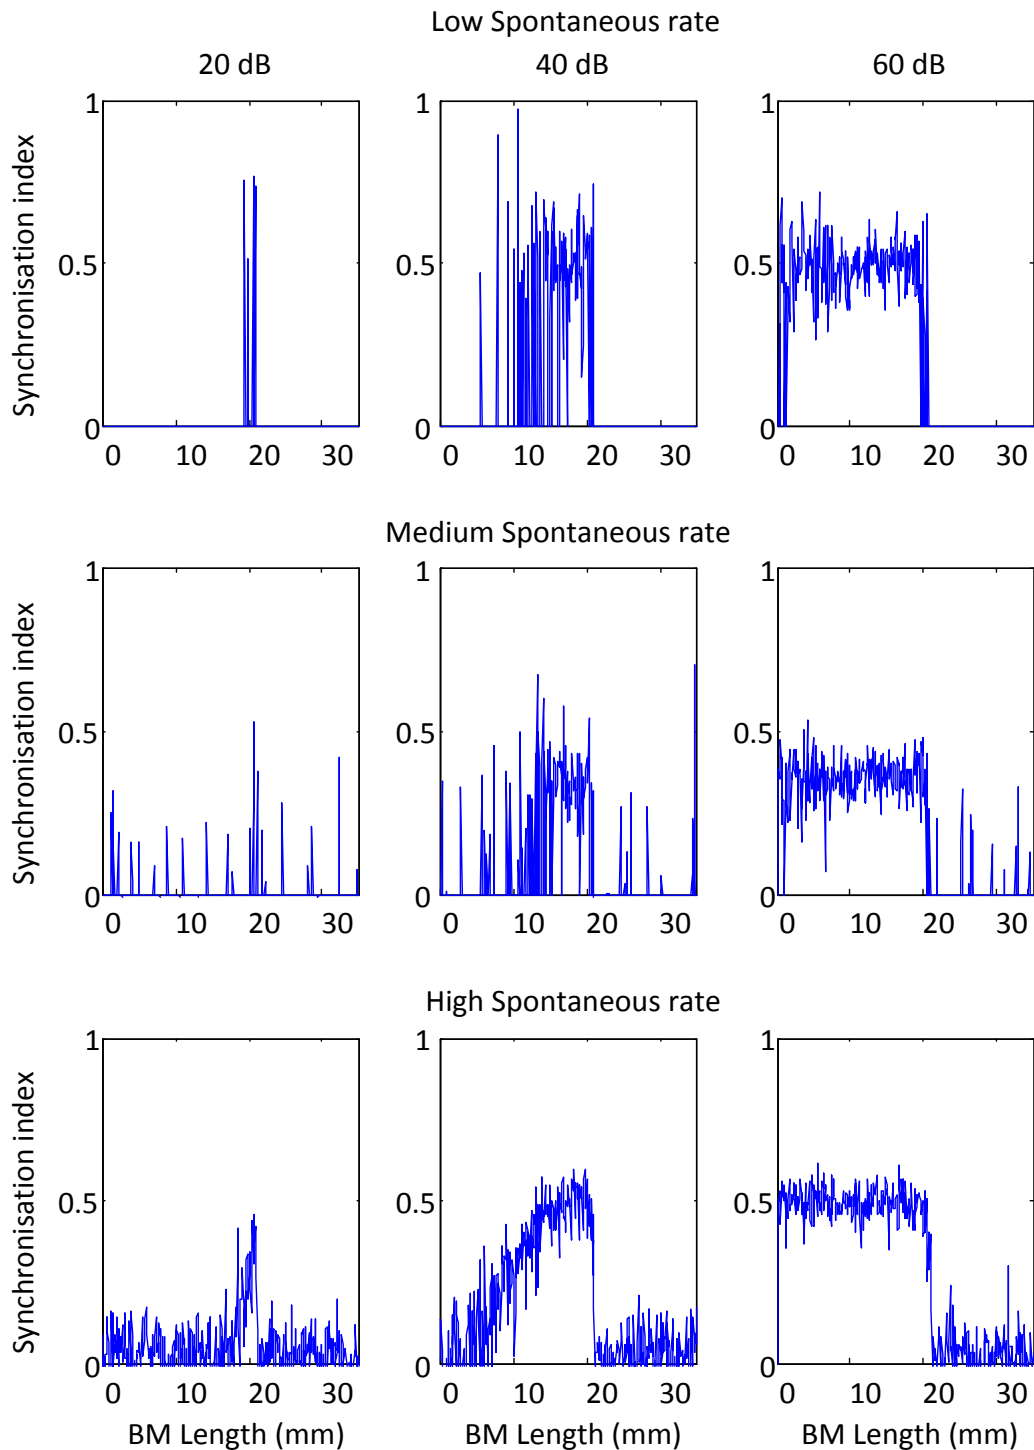 Low Spontaneous rate
20 dB 40 dB 60 dB
Synchronisation index
1 1 1
0.5 0.5 0.5
0 0 0
0 10 20 30 0 10 20 30 0 10 20 30
Medium Spontaneous rate
Synchronisation index
1 1 1
0.5 0.5 0.5
0 0 0
0 10 20 30 0 10 20 30 0 10 20 30
High Spontaneous rate
Synchronisation index
1 1 1
0.5 0.5 0.5
0 0 0
0 10 20 30 0 10 20 30 0 10 20 30
BM Length (mm) BM Length (mm) BM Length (mm)